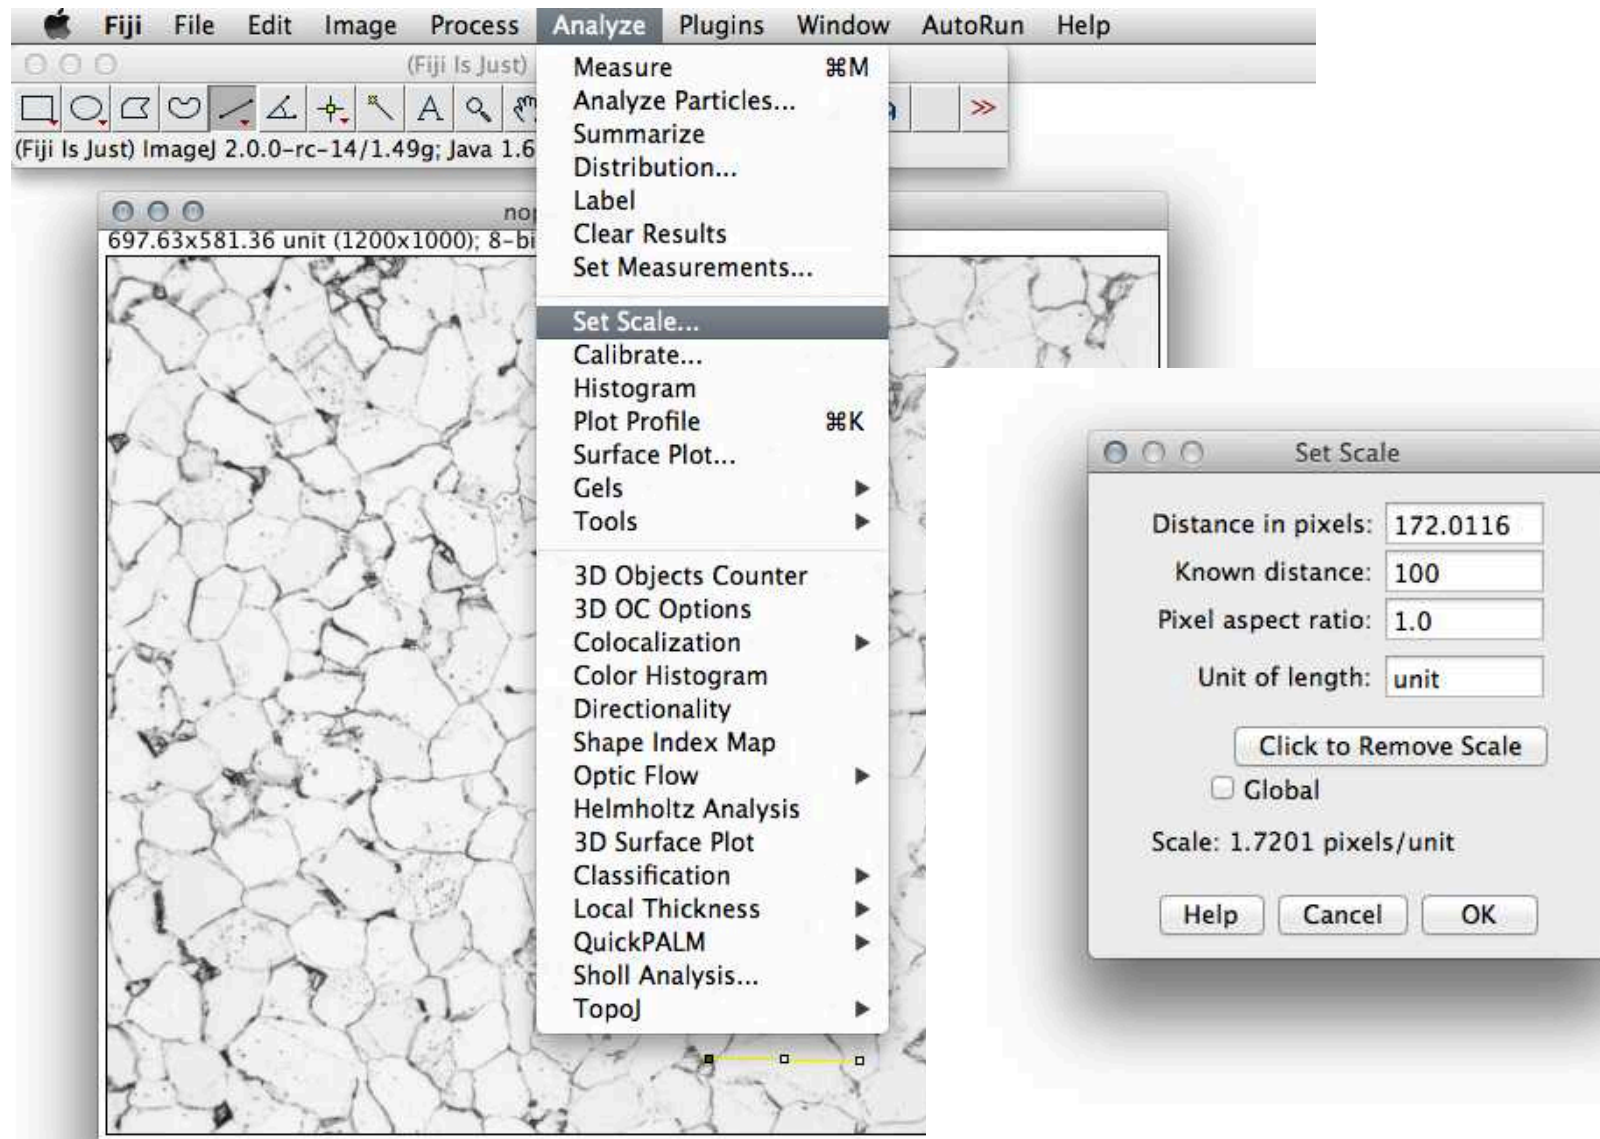 Fiji File Edit Image Process Analyze Plugins Window AutoRun Help
(Fiji Is Just)
(Fiji Is Just) ImageJ 2.0.0-rc-14/1.49g; Java 1.6
697.63x581.36 unit (1200x1000); 8-bi
Measure ⌘M
Analyze Particles...
Summarize
Distribution...
Label
Clear Results
Set Measurements...
Set Scale...
Calibrate...
Histogram
Plot Profile ⌘K
Surface Plot...
Gels
Tools
3D Objects Counter
3D OC Options
Colocalization
Color Histogram
Directionality
Shape Index Map
Optic Flow
Helmholtz Analysis
3D Surface Plot
Classification
Local Thickness
QuickPALM
Sholl Analysis...
TopoJ
Set Scale
Distance in pixels: 172.0116
Known distance: 100
Pixel aspect ratio: 1.0
Unit of length: unit
Click to Remove Scale
Global
Scale: 1.7201 pixels/unit
Help Cancel OK